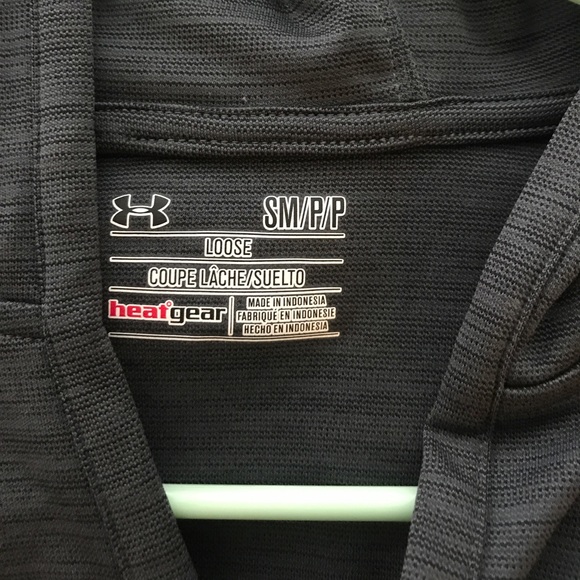 SM/P/P
LOOSE
COUPE LÂCHE/SUELTO
heatgear
MADE IN INDONESIA
FABRIQUÉ EN INDONÉSIE
HECHO EN INDONESIA